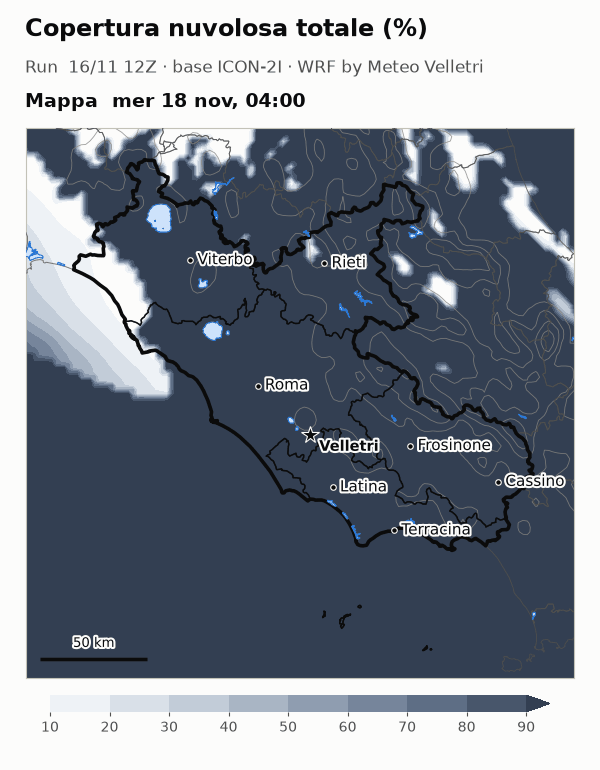 Copertura nuvolosa totale (%)
Run  16/11 12Z · base ICON-2I · WRF by Meteo Velletri
Mappa  mer 18 nov, 04:00
Viterbo
Rieti
Roma
Velletri
Frosinone
Latina
Cassino
Terracina
50 km
10 20 30 40 50 60 70 80 90